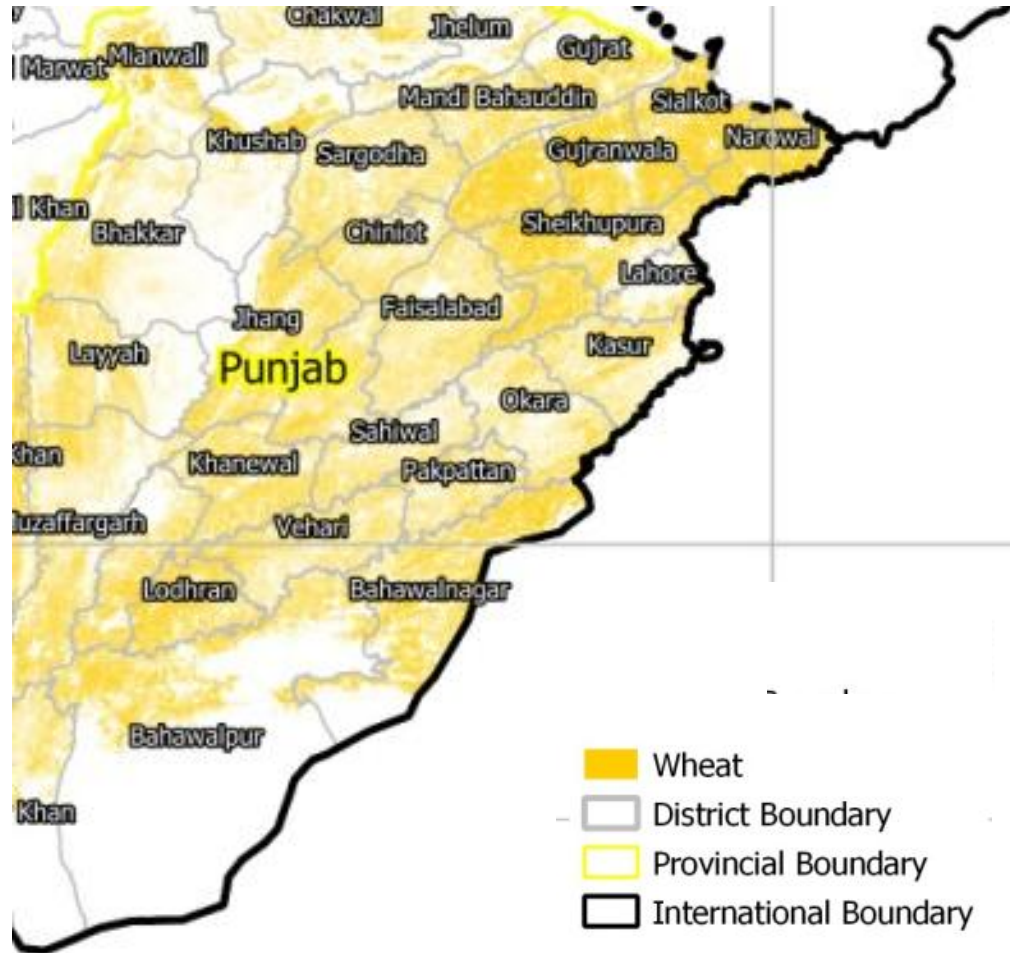 Chakwal
Jhelum
Gujrat
Mianwali
Marwat
Mandi Bahauddin
Sialkot
Narowal
Khushab
Sargodha
Gujranwala
l Khan
Bhakkar
Chiniot
Sheikhupura
Lahore
Faisalabad
Jhang
Kasur
Layyah
Punjab
Okara
Sahiwal
Khan
Khanewal
Pakpattan
uzaffargarh
Vehari
Lodhran
Bahawalnagar
Bahawalpur
Khan
Wheat
District Boundary
Provincial Boundary
International Boundary